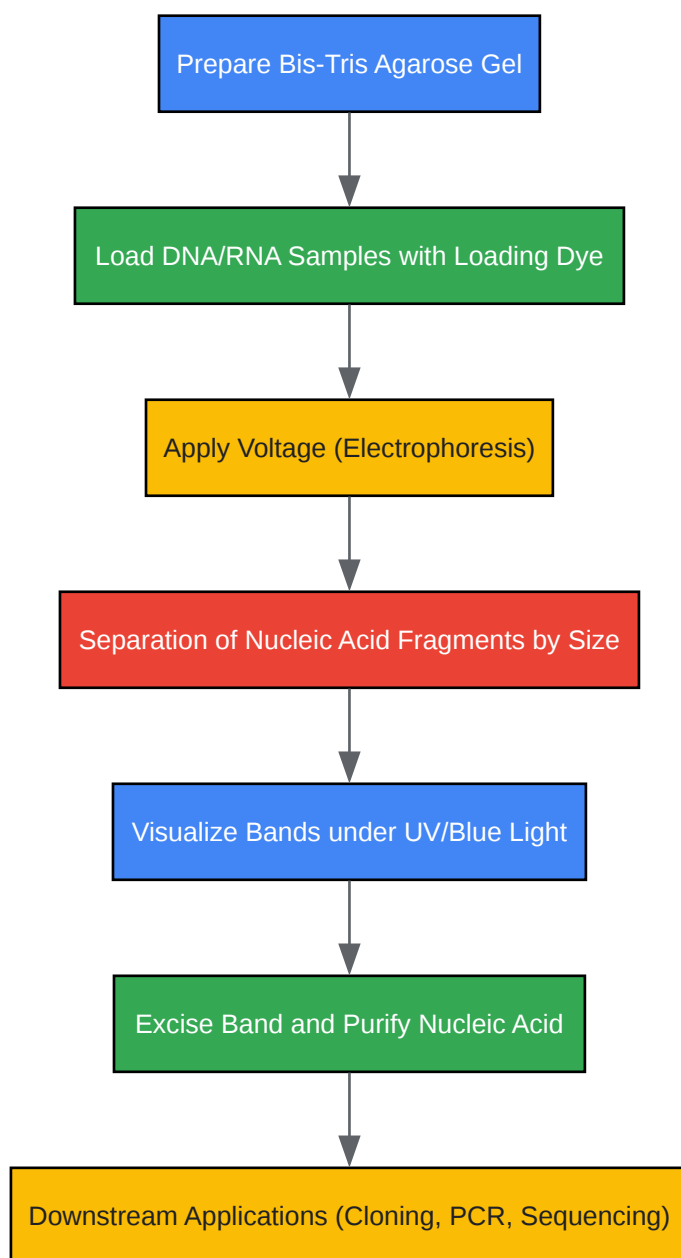 Prepare Bis-Tris Agarose Gel
Load DNA/RNA Samples with Loading Dye
Apply Voltage (Electrophoresis)
Separation of Nucleic Acid Fragments by Size
Visualize Bands under UV/Blue Light
Excise Band and Purify Nucleic Acid
Downstream Applications (Cloning, PCR, Sequencing)